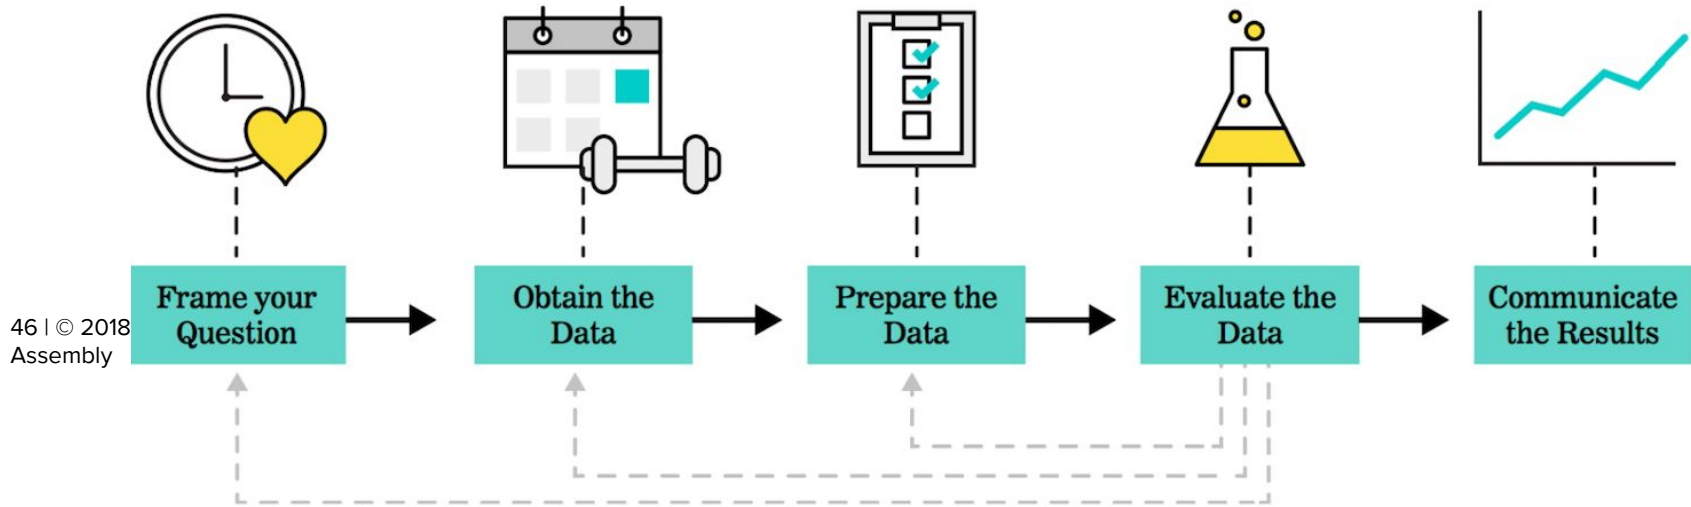 Frame your
Question
Obtain the
Data
Prepare the
Data
Evaluate the
Data
Communicate
the Results
46 | © 2018
Assembly